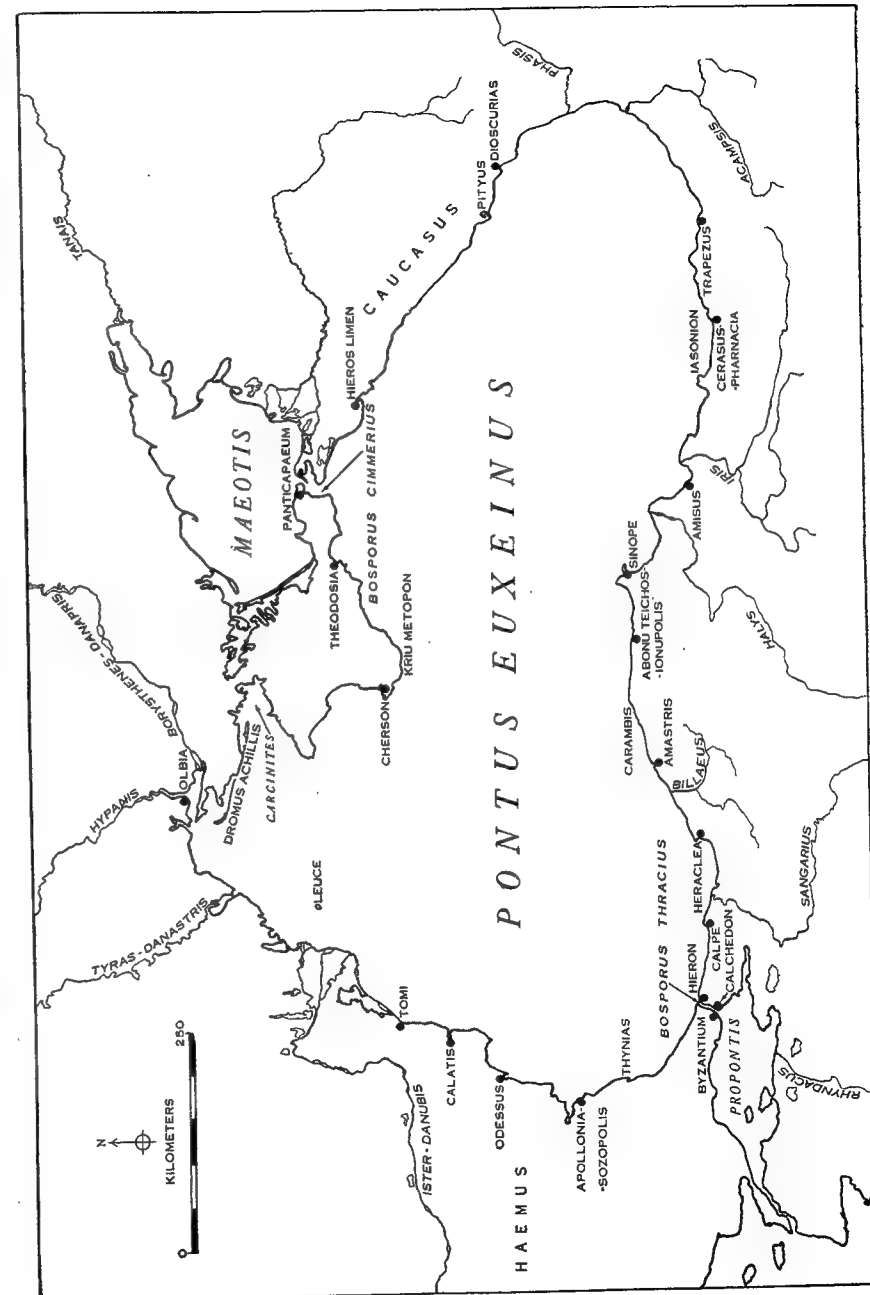 N
KILOMETERS
0
250
TYRAS-DANASTRIS
HYPANIS
BORYSTHENES-DANAPRIS
TANAIS
OLBIA
DROMUS ACHILLIS
CARCINITES
MAEOTIS
PANTICAPAEUM
THEODOSIA
BOSPORUS CIMMERIUS
KRIU METOPON
CHERSON
HIEROS LIMEN
CAUCASUS
PITYUS
DIOSCURIAS
PHASIS
LEUCE
ISTER-DANUBIS
TOMI
CALATIS
ODESSUS
HAEMUS
APOLLONIA-
-SOZOPOLIS
THYNIAS
PONTUS EUXEINUS
BOSPORUS THRACIUS
HIERON
BYZANTIUM
CALPE
CALCHEDON
PROPONTIS
RHYNDACUS
HERACLEA
SANGARIUS
BILLAEUS
AMASTRIS
CARAMBIS
ABONU TEICHOS-
-IONUPOLIS
SINOPE
HALYS
AMISUS
IRIS
IASONION
CERASUS-
-PHARNACIA
TRAPEZUS
ACAMPSIS